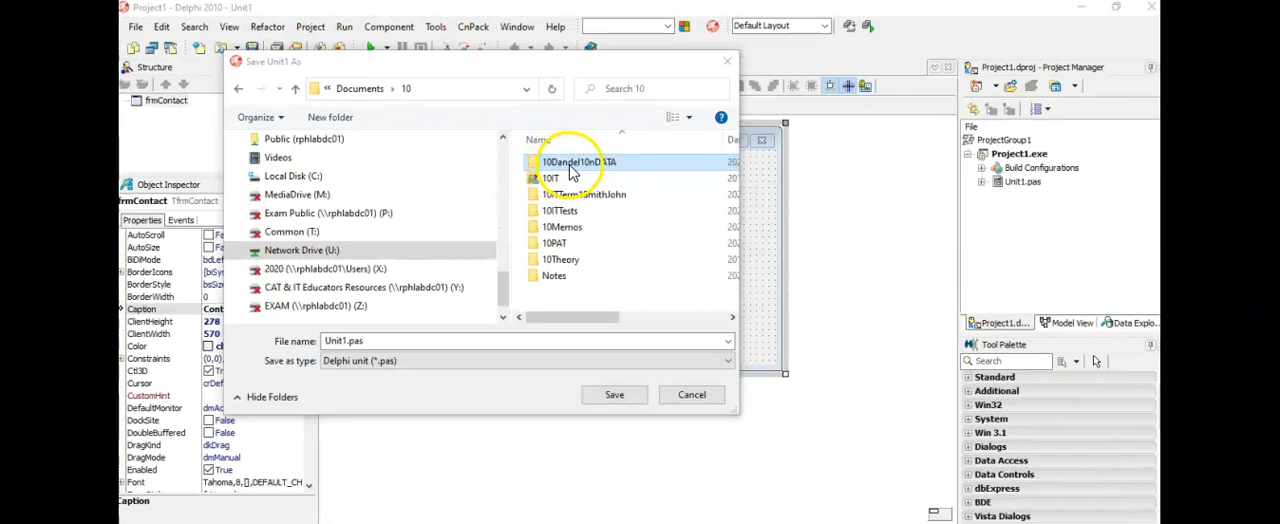 Project1 - Delphi 2010 - Unit1
File Edit Search View Refactor Project Run Component Tools CnPack Window Help
Default Layout
Structure
frmContact
Object Inspector
frmContact TfrmContact
Properties Events
AutoScroll
AutoSize
BiDiMode
BorderIcons
BorderStyle
BorderWidth 0
Caption
ClientHeight 278
ClientWidth 570
Color
Constraints
Ctl3D
Cursor
CustomHint
DefaultMonitor
DockSite
DoubleBuffered False
DragKind dkDrag
DragMode dmManual
Enabled True
Font Tahoma,8,[],DEFAULT_CH
Caption
Save Unit1 As
« Documents › 10
Search 10
Organize
New folder
Public (rphlabdc01)
Videos
Local Disk (C:)
MediaDrive (M:)
Exam Public (\\rphlabdc01) (P:)
Common (T:)
Network Drive (U:)
2020 (\\rphlabdc01\Users) (X:)
CAT & IT Educators Resources (\\rphlabdc01) (Y:)
EXAM (\\rphlabdc01) (Z:)
Name
10IT
10ITTerm1SmithJohn
10ITTests
10Memos
10PAT
10Theory
Notes
File name: Unit1.pas
Save as type: Delphi unit (*.pas)
Hide Folders
Save
Cancel
Project1.dproj - Project Manager
File
ProjectGroup1
Project1.exe
Build Configurations
Unit1.pas
Project1.d... Model View Data Explo...
Tool Palette
Search
Standard
Additional
Win32
System
Win 3.1
Dialogs
Data Access
Data Controls
dbExpress
BDE
Vista Dialogs